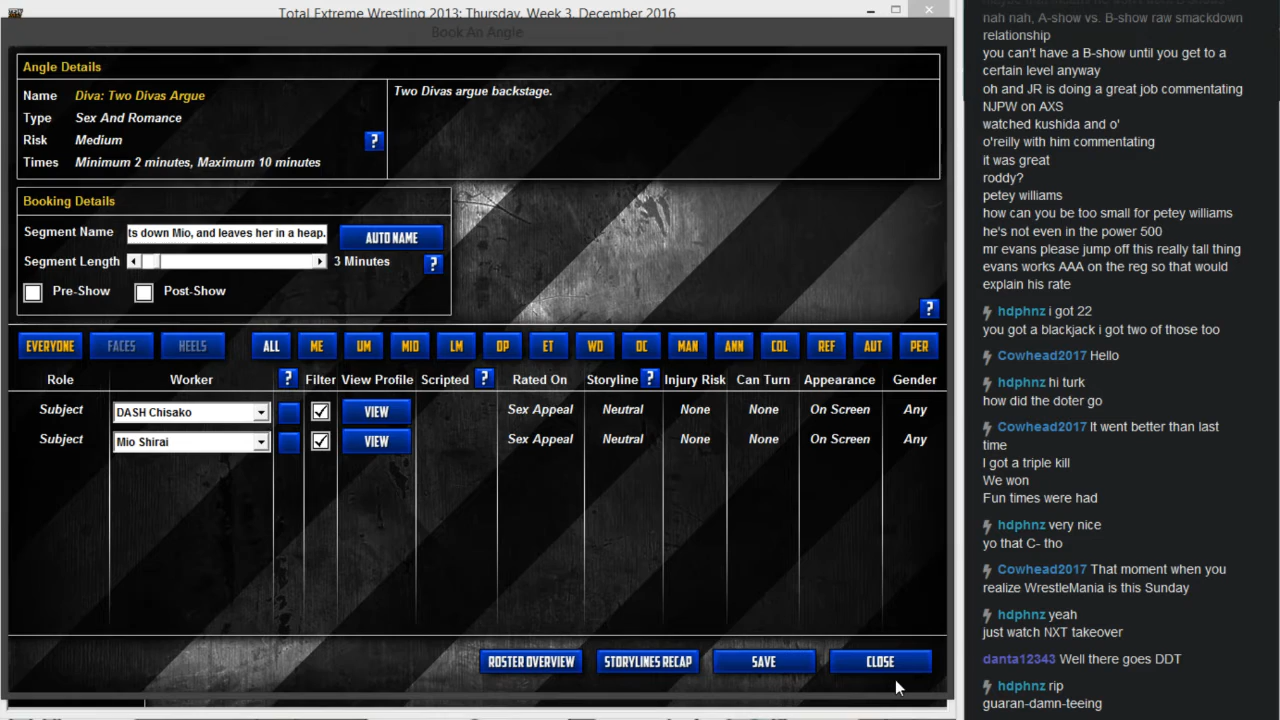 Total Extreme Wrestling 2013: Thursday, Week 3, December 2016
Book An Angle
Angle Details
Name Diva: Two Divas Argue
Type Sex And Romance
Risk Medium ?
Times Minimum 2 minutes, Maximum 10 minutes
Two Divas argue backstage.
Booking Details
Segment Name ts down Mio, and leaves her in a heap. AUTO NAME
Segment Length 3 Minutes ?
Pre-Show Post-Show
?
EVERYONE FACES HEELS ALL ME UM MID LM OP ET WO OC MAN ANN COL REF AUT PER
Role Worker ? Filter View Profile Scripted ? Rated On Storyline ? Injury Risk Can Turn Appearance Gender
Subject DASH Chisako VIEW Sex Appeal Neutral None None On Screen Any
Subject Mio Shirai VIEW Sex Appeal Neutral None None On Screen Any
ROSTER OVERVIEW STORYLINES RECAP SAVE CLOSE
nah nah, A-show vs. B-show raw smackdown
relationship
you can't have a B-show until you get to a
certain level anyway
oh and JR is doing a great job commentating
NJPW on AXS
watched kushida and o'
o'reilly with him commentating
it was great
roddy?
petey williams
how can you be too small for petey williams
he's not even in the power 500
mr evans please jump off this really tall thing
evans works AAA on the reg so that would
explain his rate
hdphnz i got 22
you got a blackjack i got two of those too
Cowhead2017 Hello
hdphnz hi turk
how did the doter go
Cowhead2017 It went better than last
time
I got a triple kill
We won
Fun times were had
hdphnz very nice
yo that C- tho
Cowhead2017 That moment when you
realize WrestleMania is this Sunday
hdphnz yeah
just watch NXT takeover
danta12343 Well there goes DDT
hdphnz rip
guaran-damn-teeing